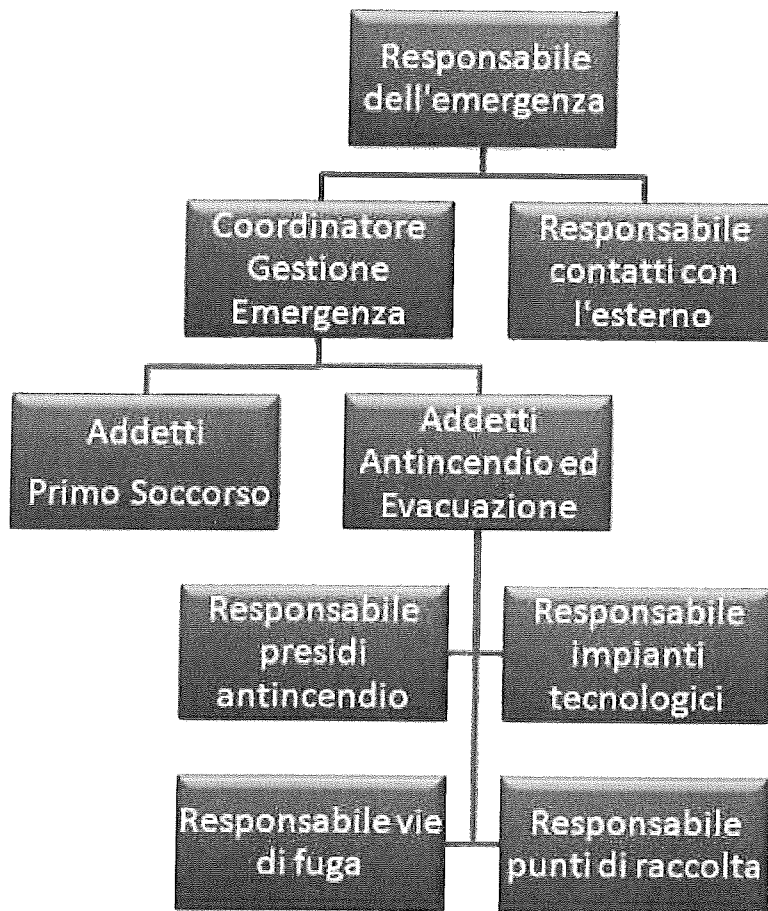 Responsabile
dell'emergenza
Coordinatore
Gestione
Emergenza
Responsabile
contatti con
l'esterno
Addetti
Primo Soccorso
Addetti
Antincendio ed
Evacuazione
Responsabile
presidi
antincendio
Responsabile
impianti
tecnologici
Responsabile vie
di fuga
Responsabile
punti di raccolta